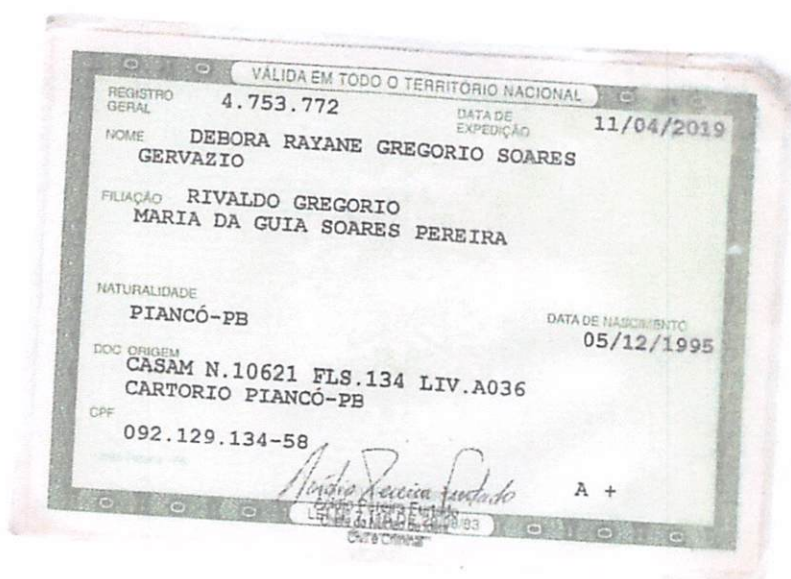 VÁLIDA EM TODO O TERRITÓRIO NACIONAL
REGISTRO GERAL 4.753.772 DATA DE EXPEDIÇÃO 11/04/2019
NOME DEBORA RAYANE GREGORIO SOARES
GERVAZIO
FILIAÇÃO RIVALDO GREGORIO
MARIA DA GUIA SOARES PEREIRA
NATURALIDADE DATA DE NASCIMENTO
PIANCÓ-PB 05/12/1995
DOC ORIGEM
CASAM N.10621 FLS.134 LIV.A036
CARTORIO PIANCÓ-PB
CPF
092.129.134-58
A +